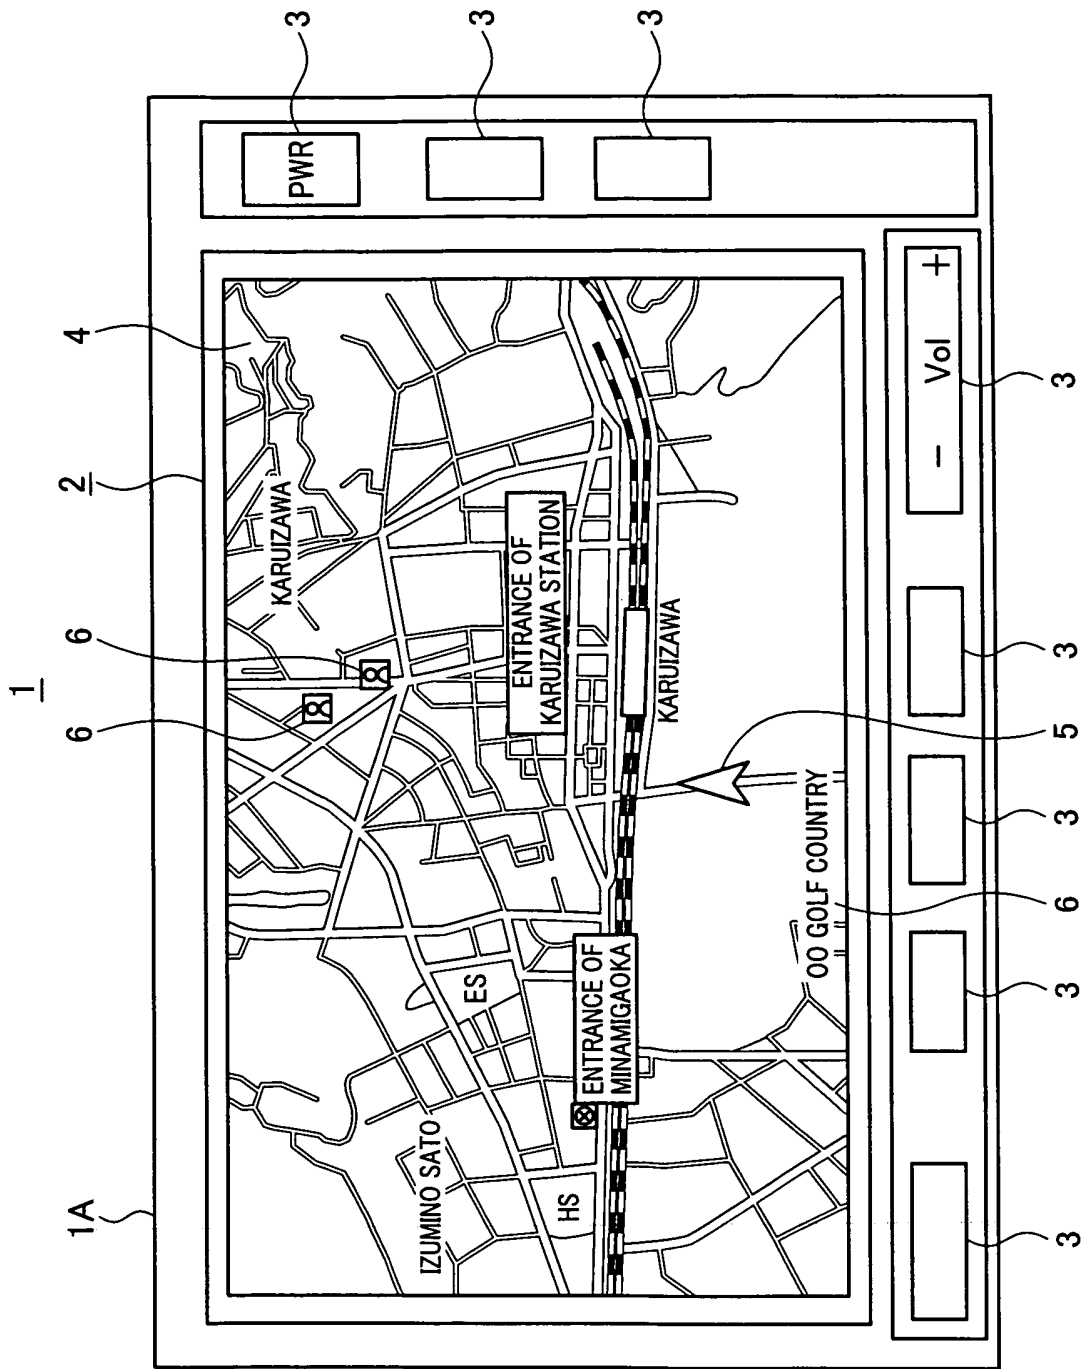 1
1A
6
6
2
4
KARUIZAWA
PWR
3
IZUMINO SATO
ES
3
ENTRANCE OF
KARUIZAWA STATION
HS
ENTRANCE OF
MINAMIGAOKA
3
KARUIZAWA
OO GOLF COUNTRY
− Vol +
3
3
6
3
5
3
3